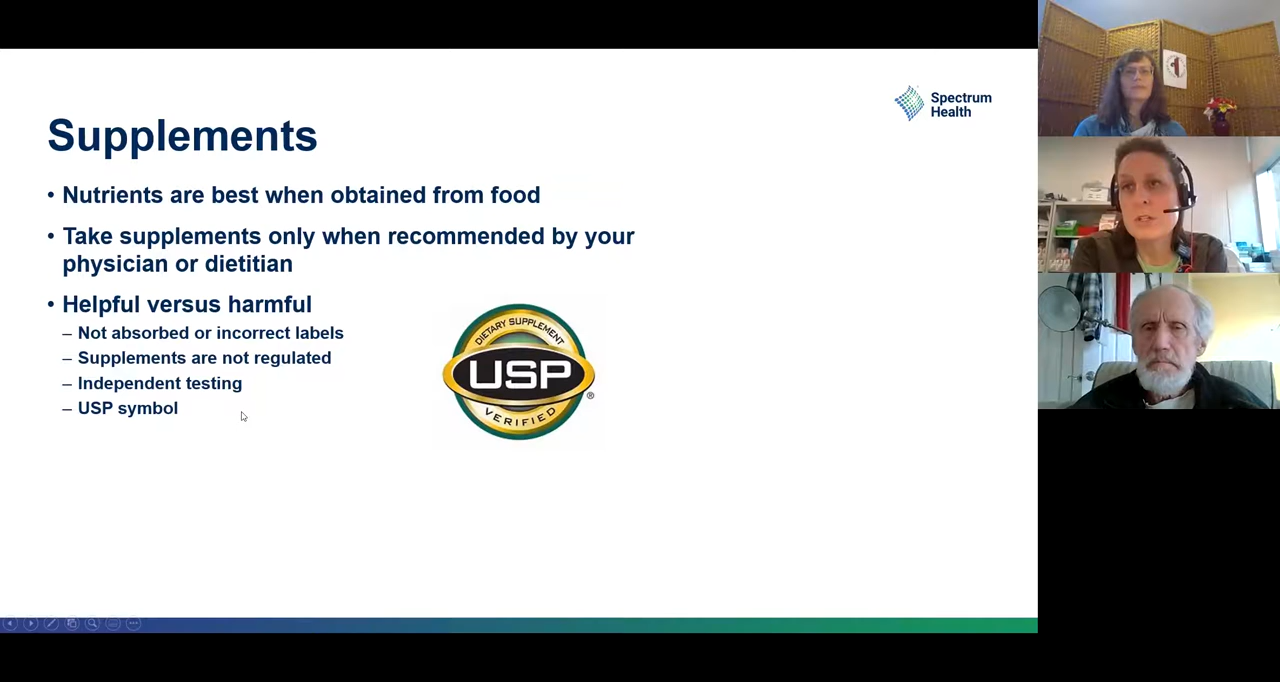 Spectrum
Health
Supplements
• Nutrients are best when obtained from food
• Take supplements only when recommended by your
physician or dietitian
• Helpful versus harmful
– Not absorbed or incorrect labels
– Supplements are not regulated
– Independent testing
– USP symbol
DIETARY SUPPLEMENT
USP
VERIFIED
®